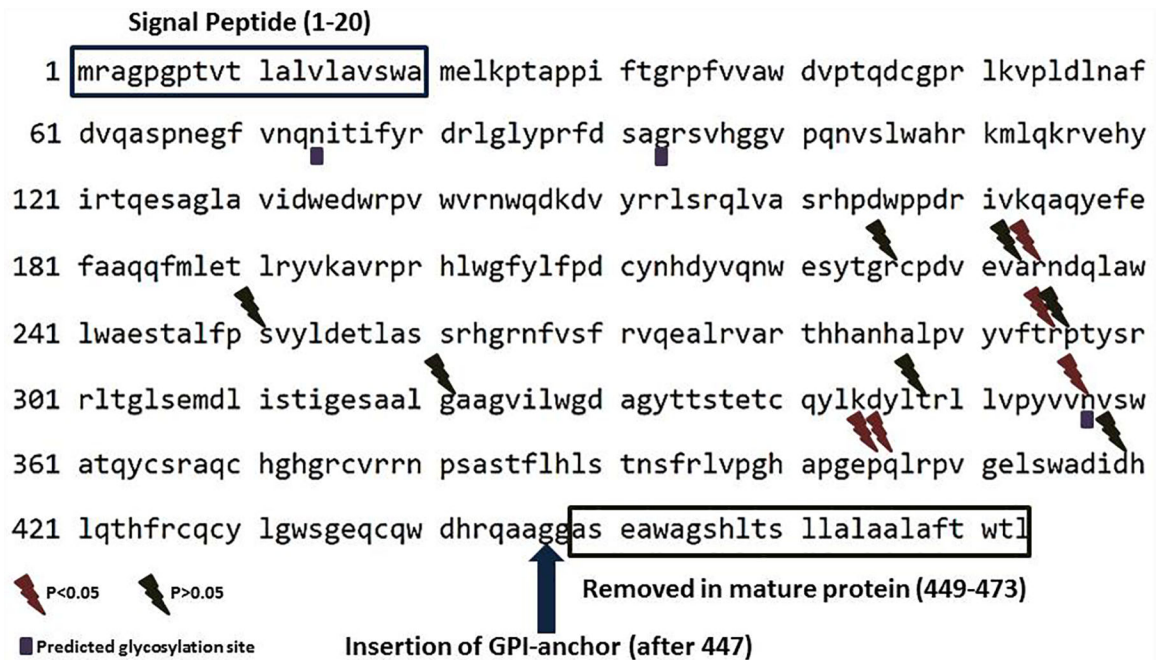 Signal Peptide (1-20)
1 mragpgptvt lalvlavswa melkptappi ftgrpfvvaw dvptqdcgpr lkvpldlnaf
61 dvqaspnegf vnqnitifyr drlglyprfd sagrsvhggv pqnvslwahr kmlqkrvehy
121 irtqesagla vidwedwrpv wvrnwqdkdv yrrlsrqlva srhpdwppdr ivkqaqyefe
181 faaqqfmlet lryvkavrpr hlwgfylfpd cynhdyvqnw esytgrcpdv evarndqlaw
241 lwaestalfp svyldetlas srhgrnfvsf rvqealrvar thhanhalpv yvftrptysr
301 rltglsemdl istigesaal gaagvilwgd agyttstetc qylkdyltrl lvpyvvnvsw
361 atqycsraqc hghgrcvrrn psastflhls tnsfrlvpgh apgepqlrpv gelswadidh
421 lqthfrcqcy lgwsgeqcqw dhrqaaggas eawagshlts llalaalaft wtl
P<0.05 P>0.05
Removed in mature protein (449-473)
Predicted glycosylation site
Insertion of GPI-anchor (after 447)